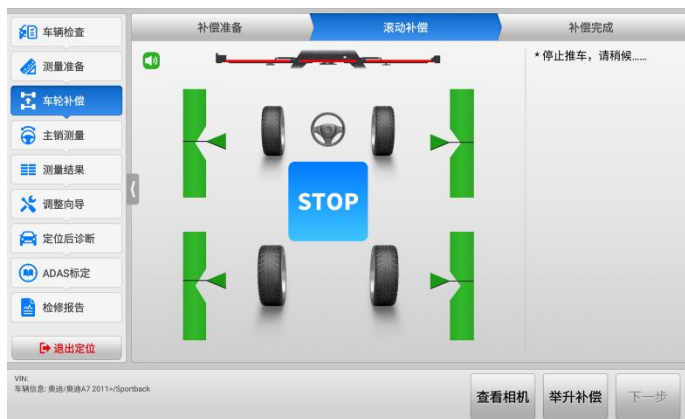 补偿准备
滚动补偿
补偿完成
车辆检查
测量准备
车轮补偿
主销测量
测量结果
调整向导
定位后诊断
ADAS标定
检修报告
退出定位
* 停止推车，请稍候......
STOP
VIN:
车辆信息: 奥迪/奥迪A7 2011>/Sportback
查看相机
举升补偿
下一步